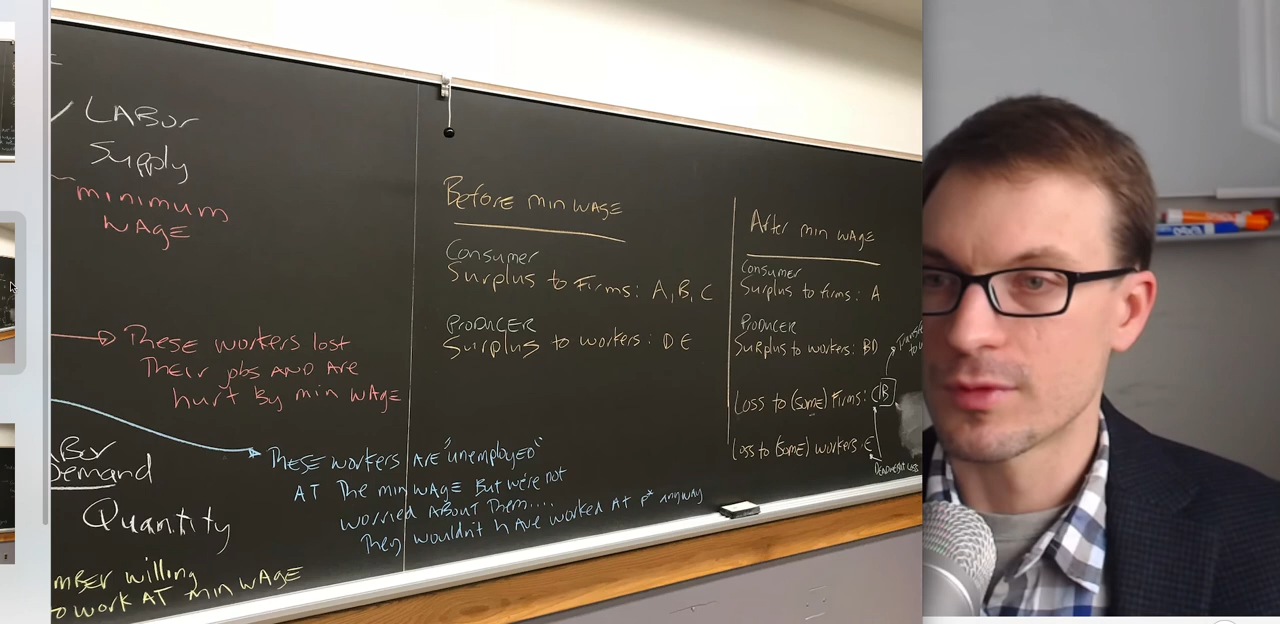 LABOR
Supply
minimum
WAGE
These workers lost
Their jobs AND ARE
hurt By min WAGE
Demand
Quantity
willing
to work AT min WAGE
THESE workers ARE "unemployed"
AT The min WAGE But we're not
worried About Them....
They wouldn't hAve worked AT P* anyway
Before min WAGE
Consumer
Surplus to Firms: A, B, C
PRODUCER
Surplus to workers: D E
After min WAGE
Consumer
Surplus to firms: A
PRODUCER
Surplus to workers: BD
Loss to (some) Firms: C B
Loss to (some) workers: E